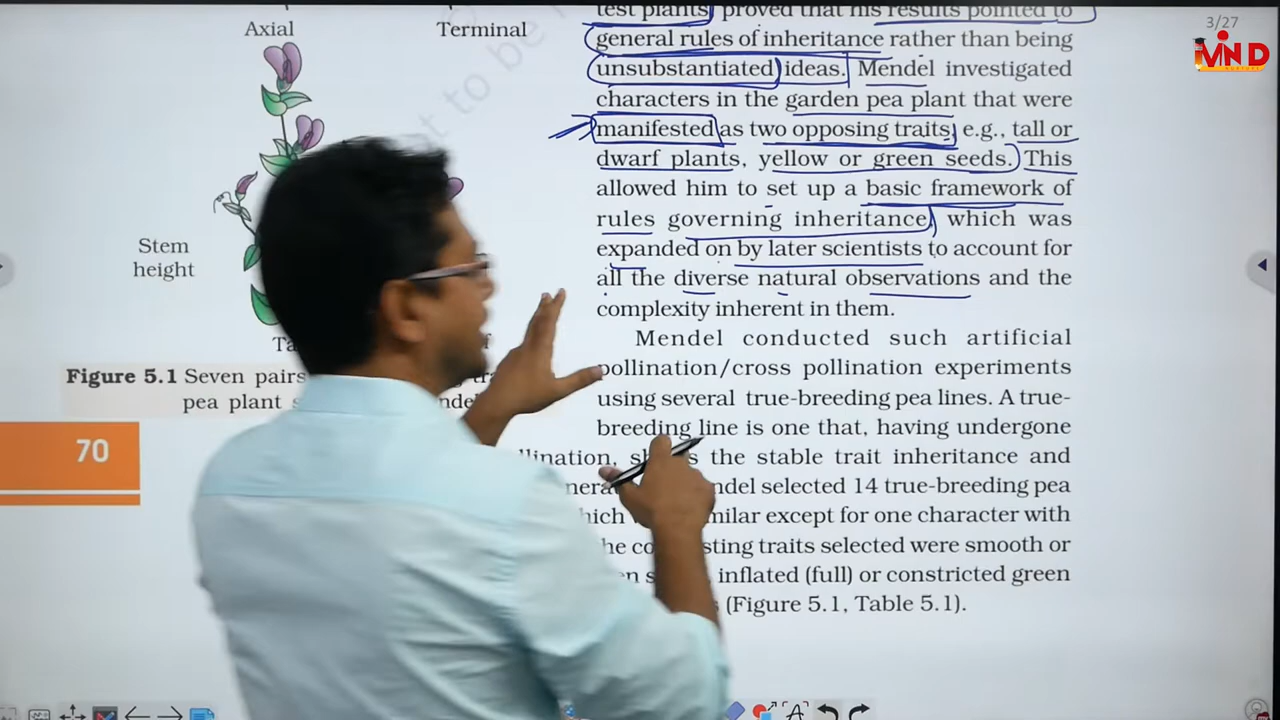 Axial
Terminal
Stem
height
Figure 5.1 Seven pairs
pea plant
70
test plants, proved that his results pointed to
general rules of inheritance rather than being
unsubstantiated ideas. Mendel investigated
characters in the garden pea plant that were
manifested as two opposing traits, e.g., tall or
dwarf plants, yellow or green seeds. This
allowed him to set up a basic framework of
rules governing inheritance, which was
expanded on by later scientists to account for
all the diverse natural observations and the
complexity inherent in them.
Mendel conducted such artificial
pollination/cross pollination experiments
using several true-breeding pea lines. A true-
breeding line is one that, having undergone
the stable trait inheritance and
selected 14 true-breeding pea
except for one character with
traits selected were smooth or
inflated (full) or constricted green
(Figure 5.1, Table 5.1).
3/27
MIND